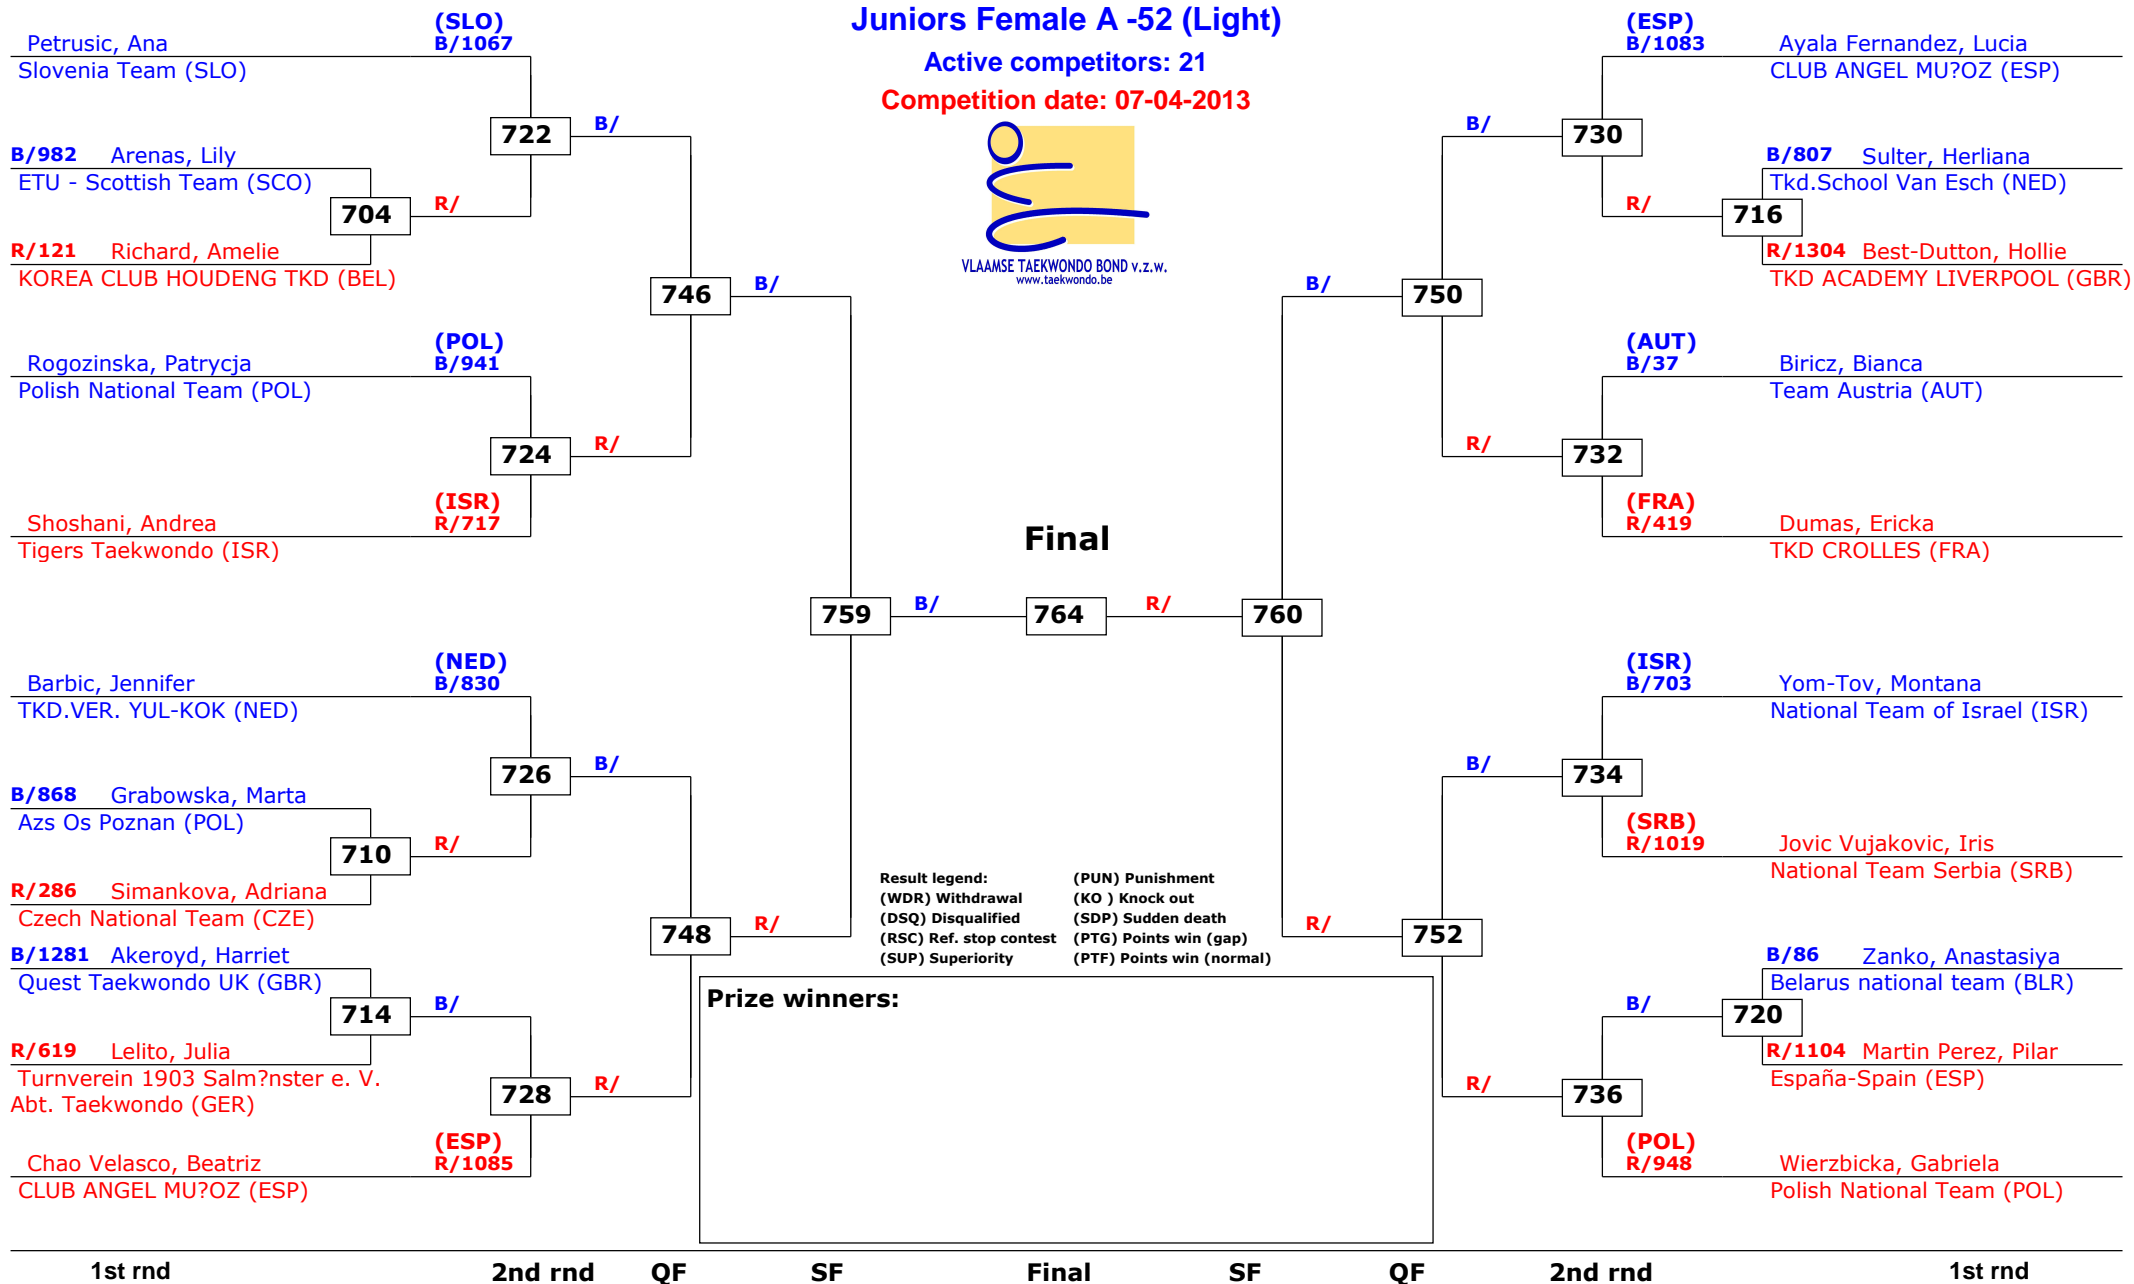 Juniors Female A -52 (Light)
Active competitors: 21
Competition date: 07-04-2013
VLAAMSE TAEKWONDO BOND v.z.w.
www.taekwondo.be
(SLO)
Petrusic, Ana B/1067
Slovenia Team (SLO)
722 B/
B/982 Arenas, Lily
ETU - Scottish Team (SCO)
704 R/
R/121 Richard, Amelie
KOREA CLUB HOUDENG TKD (BEL)
746 B/
(POL)
Rogozinska, Patrycja B/941
Polish National Team (POL)
724 R/
(ISR)
Shoshani, Andrea R/717
Tigers Taekwondo (ISR)
759 B/
(NED)
Barbic, Jennifer B/830
TKD.VER. YUL-KOK (NED)
726 B/
B/868 Grabowska, Marta
Azs Os Poznan (POL)
710 R/
R/286 Simankova, Adriana
Czech National Team (CZE)
748 R/
B/1281 Akeroyd, Harriet
Quest Taekwondo UK (GBR)
714 B/
R/619 Lelito, Julia
Turnverein 1903 Salm?nster e. V.
Abt. Taekwondo (GER)
728 R/
(ESP)
Chao Velasco, Beatriz R/1085
CLUB ANGEL MU?OZ (ESP)
Final
764
(ESP)
B/1083 Ayala Fernandez, Lucia
CLUB ANGEL MU?OZ (ESP)
B/ 730
B/807 Sulter, Herliana
Tkd.School Van Esch (NED)
R/ 716
R/1304 Best-Dutton, Hollie
TKD ACADEMY LIVERPOOL (GBR)
B/ 750
(AUT)
B/37 Biricz, Bianca
Team Austria (AUT)
R/ 732
(FRA)
R/419 Dumas, Ericka
TKD CROLLES (FRA)
R/ 760
(ISR)
B/703 Yom-Tov, Montana
National Team of Israel (ISR)
B/ 734
(SRB)
R/1019 Jovic Vujakovic, Iris
National Team Serbia (SRB)
R/ 752
B/86 Zanko, Anastasiya
Belarus national team (BLR)
B/ 720
R/1104 Martin Perez, Pilar
España-Spain (ESP)
R/ 736
(POL)
R/948 Wierzbicka, Gabriela
Polish National Team (POL)
Result legend: (PUN) Punishment
(WDR) Withdrawal (KO ) Knock out
(DSQ) Disqualified (SDP) Sudden death
(RSC) Ref. stop contest (PTG) Points win (gap)
(SUP) Superiority (PTF) Points win (normal)
Prize winners:
1st rnd 2nd rnd QF SF Final SF QF 2nd rnd 1st rnd